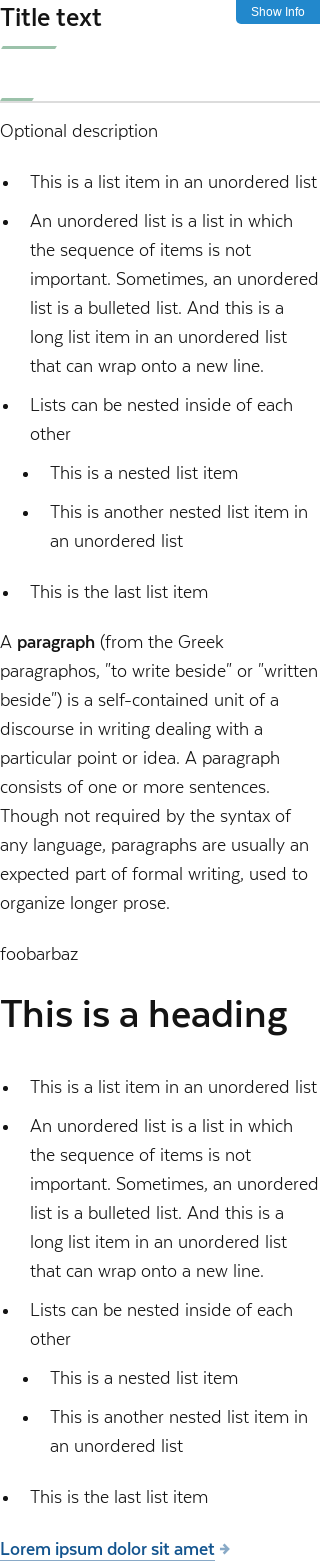 Title text
Show Info
Optional description
This is a list item in an unordered list
An unordered list is a list in which
the sequence of items is not
important. Sometimes, an unordered
list is a bulleted list. And this is a
long list item in an unordered list
that can wrap onto a new line.
Lists can be nested inside of each
other
This is a nested list item
This is another nested list item in
an unordered list
This is the last list item
A paragraph (from the Greek
paragraphos, "to write beside" or "written
beside") is a self-contained unit of a
discourse in writing dealing with a
particular point or idea. A paragraph
consists of one or more sentences.
Though not required by the syntax of
any language, paragraphs are usually an
expected part of formal writing, used to
organize longer prose.
foobarbaz
This is a heading
This is a list item in an unordered list
An unordered list is a list in which
the sequence of items is not
important. Sometimes, an unordered
list is a bulleted list. And this is a
long list item in an unordered list
that can wrap onto a new line.
Lists can be nested inside of each
other
This is a nested list item
This is another nested list item in
an unordered list
This is the last list item
Lorem ipsum dolor sit amet